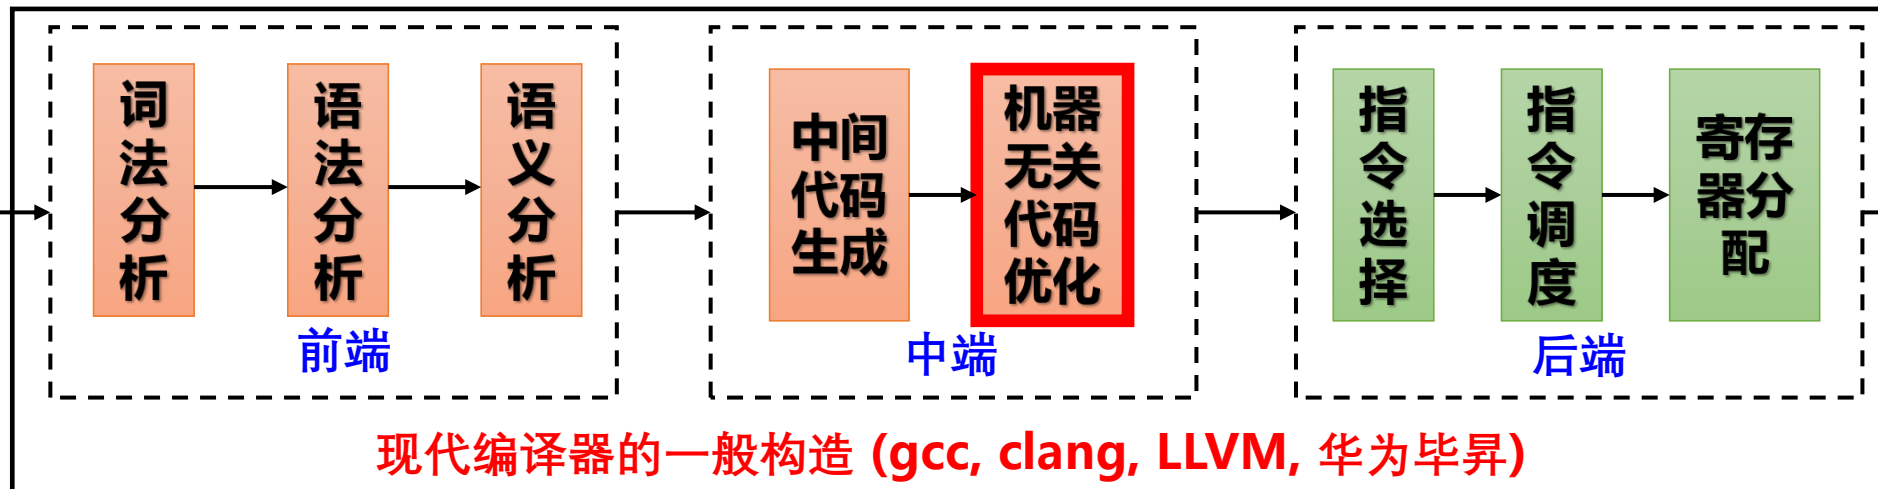 词
法
分
析
语
法
分
析
语
义
分
析
前端
中间
代码
生成
机器
无关
代码
优化
中端
指
令
选
择
指
令
调
度
寄存
器分
配
后端
现代编译器的一般构造 (gcc, clang, LLVM, 华为毕昇)